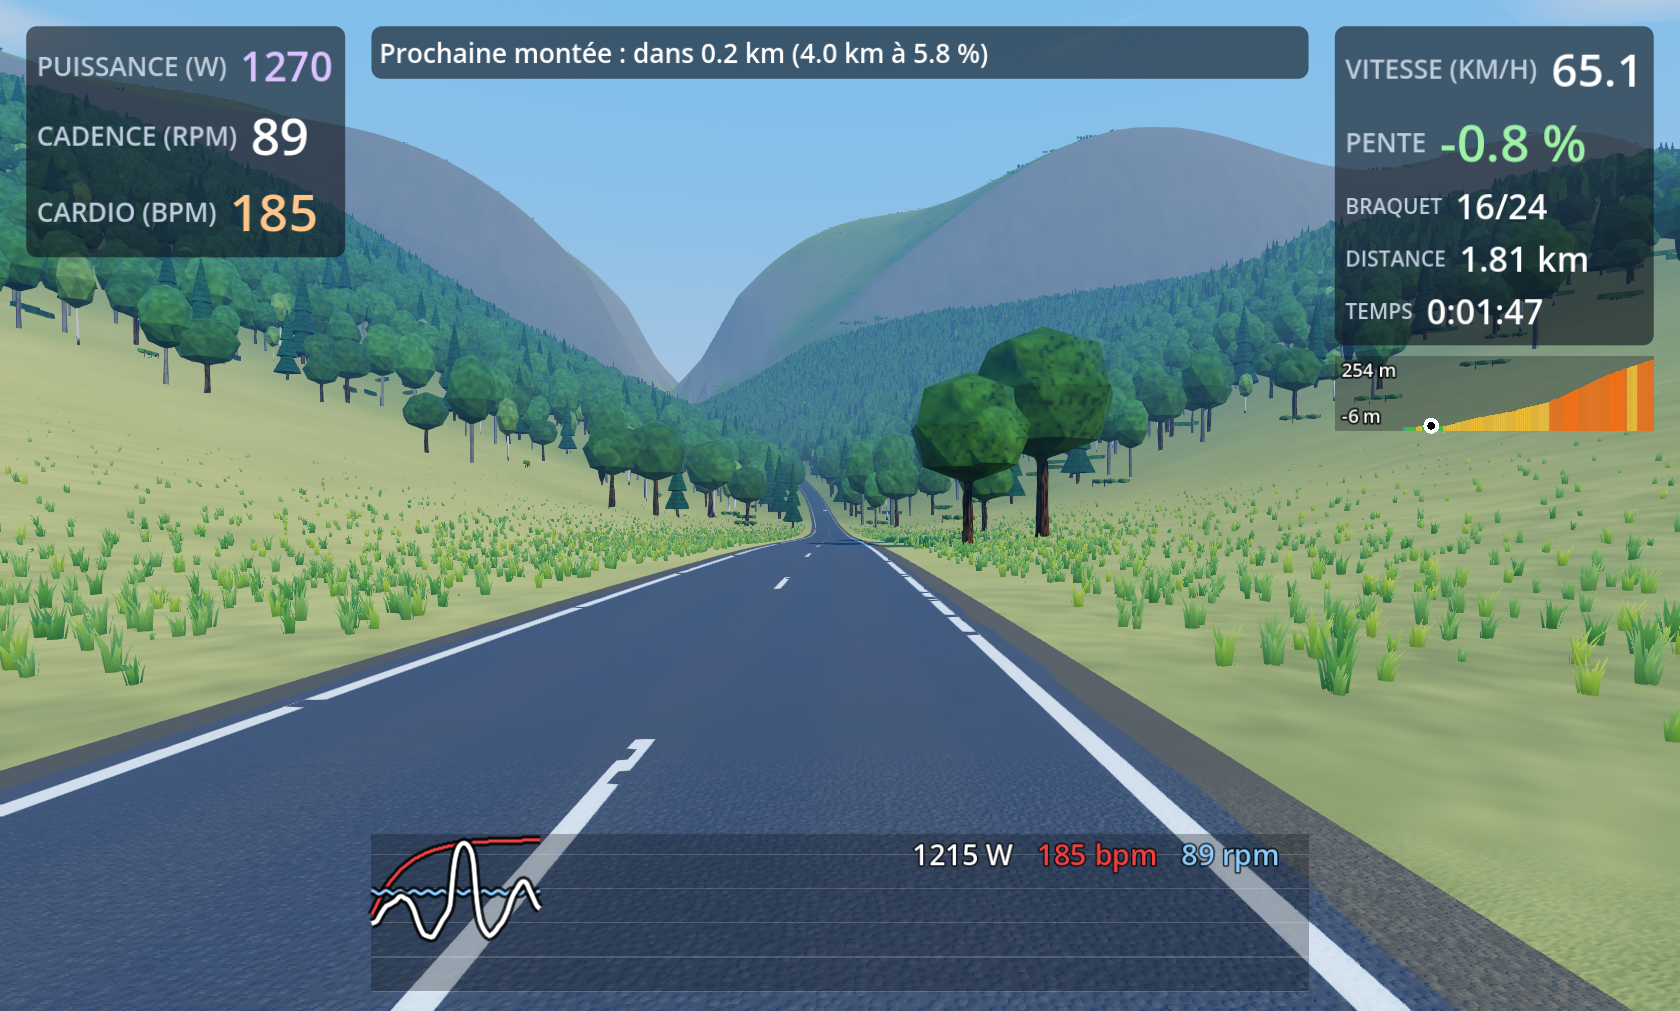 PUISSANCE (W) 1270
CADENCE (RPM) 89
CARDIO (BPM) 185
Prochaine montée : dans 0.2 km (4.0 km à 5.8 %)
VITESSE (KM/H) 65.1
PENTE -0.8 %
BRAQUET 16/24
DISTANCE 1.81 km
TEMPS 0:01:47
254 m
-6 m
1215 W 185 bpm 89 rpm